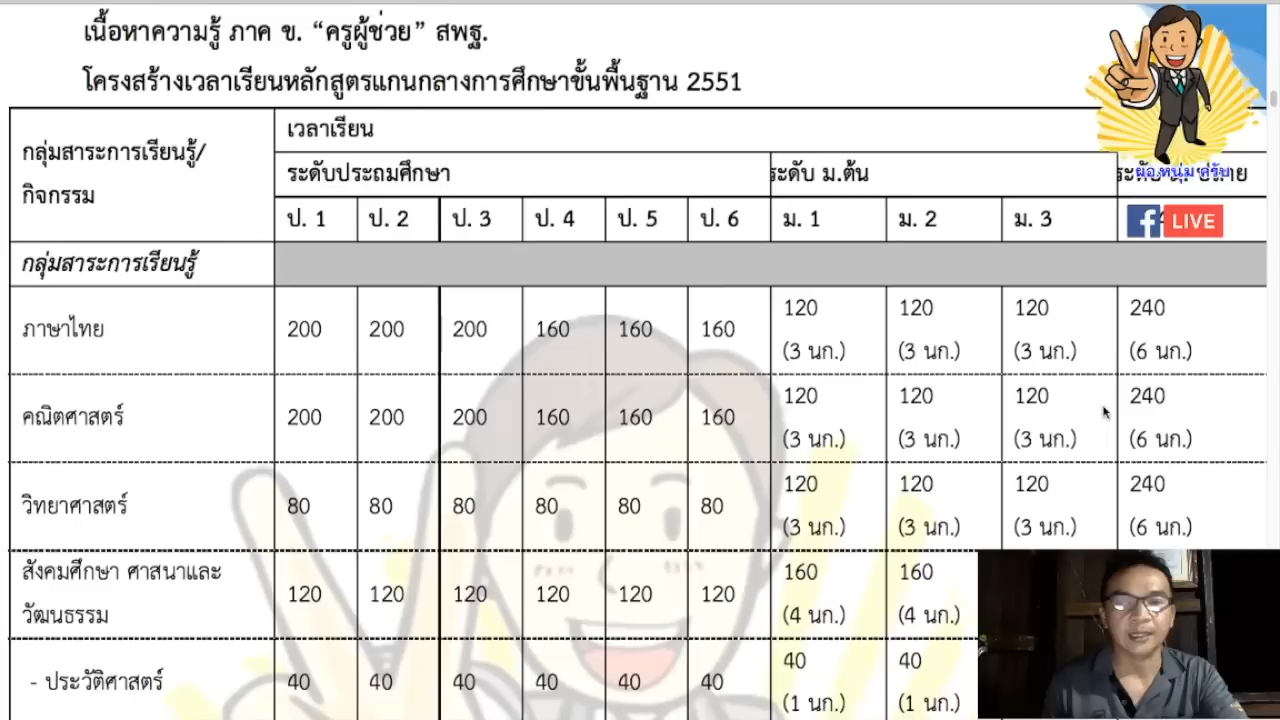 เนื้อหาความรู้ ภาค ข. “ครูผู้ช่วย” สพฐ.
โครงสร้างเวลาเรียนหลักสูตรแกนกลางการศึกษาขั้นพื้นฐาน 2551
กลุ่มสาระการเรียนรู้/
กิจกรรม
เวลาเรียน
ระดับประถมศึกษา ระดับ ม.ต้น
ผอ.หนุ่ม ครับ
ป. 1 ป. 2 ป. 3 ป. 4 ป. 5 ป. 6 ม. 1 ม. 2 ม. 3
f LIVE
กลุ่มสาระการเรียนรู้
ภาษาไทย 200 200 200 160 160 160 120 120 120 240
(3 นก.) (3 นก.) (3 นก.) (6 นก.)
คณิตศาสตร์ 200 200 200 160 160 160 120 120 120 240
(3 นก.) (3 นก.) (3 นก.) (6 นก.)
วิทยาศาสตร์ 80 80 80 80 80 80 120 120 120 240
(3 นก.) (3 นก.) (3 นก.) (6 นก.)
สังคมศึกษา ศาสนาและ
วัฒนธรรม 120 120 120 120 120 120 160 160
(4 นก.) (4 นก.)
- ประวัติศาสตร์ 40 40 40 40 40 40 40 40
(1 นก.) (1 นก.)